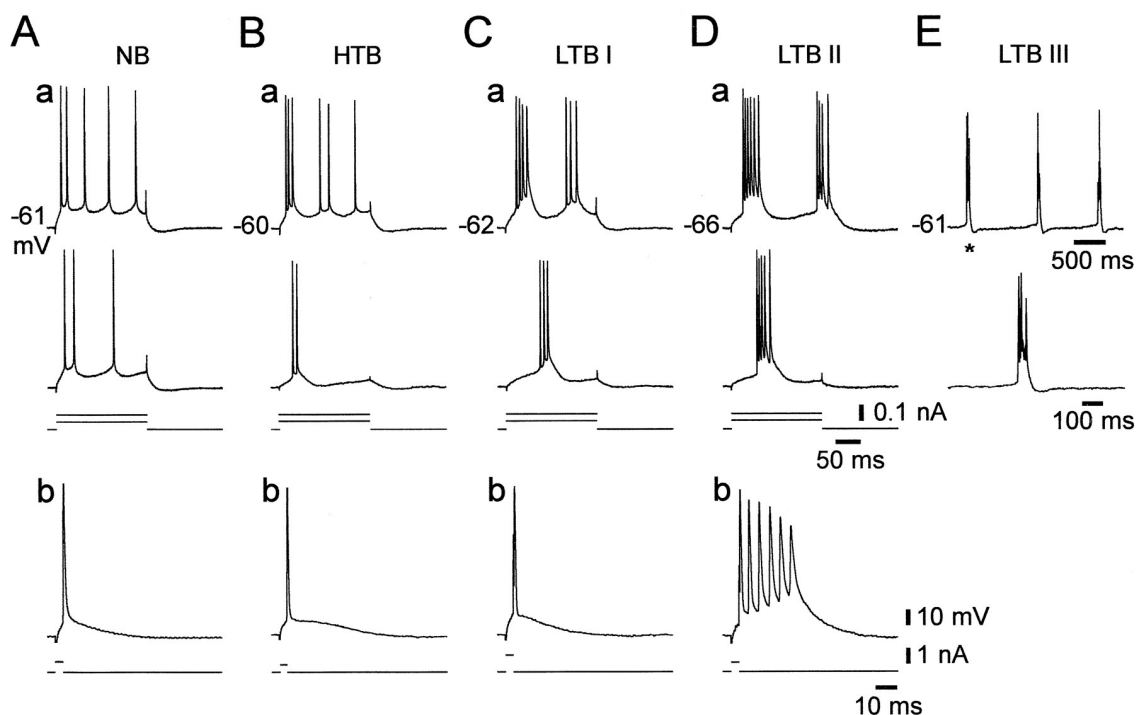 A B C D E
NB HTB LTB I LTB II LTB III
a a a a
-61 mV -60 -62 -66 -61
*
500 ms
0.1 nA
100 ms
50 ms
b b b b
10 mV
1 nA
10 ms